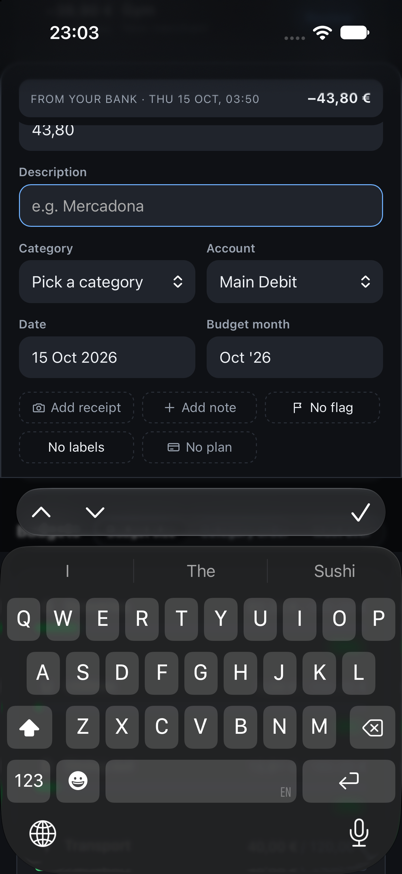 23:03
FROM YOUR BANK · THU 15 OCT, 03:50 −43,80 €
43,80
Description
e.g. Mercadona
Category Account
Pick a category Main Debit
Date Budget month
15 Oct 2026 Oct '26
Add receipt Add note No flag
No labels No plan
I The Sushi
Q W E R T Y U I O P
A S D F G H J K L
Z X C V B N M
123 EN